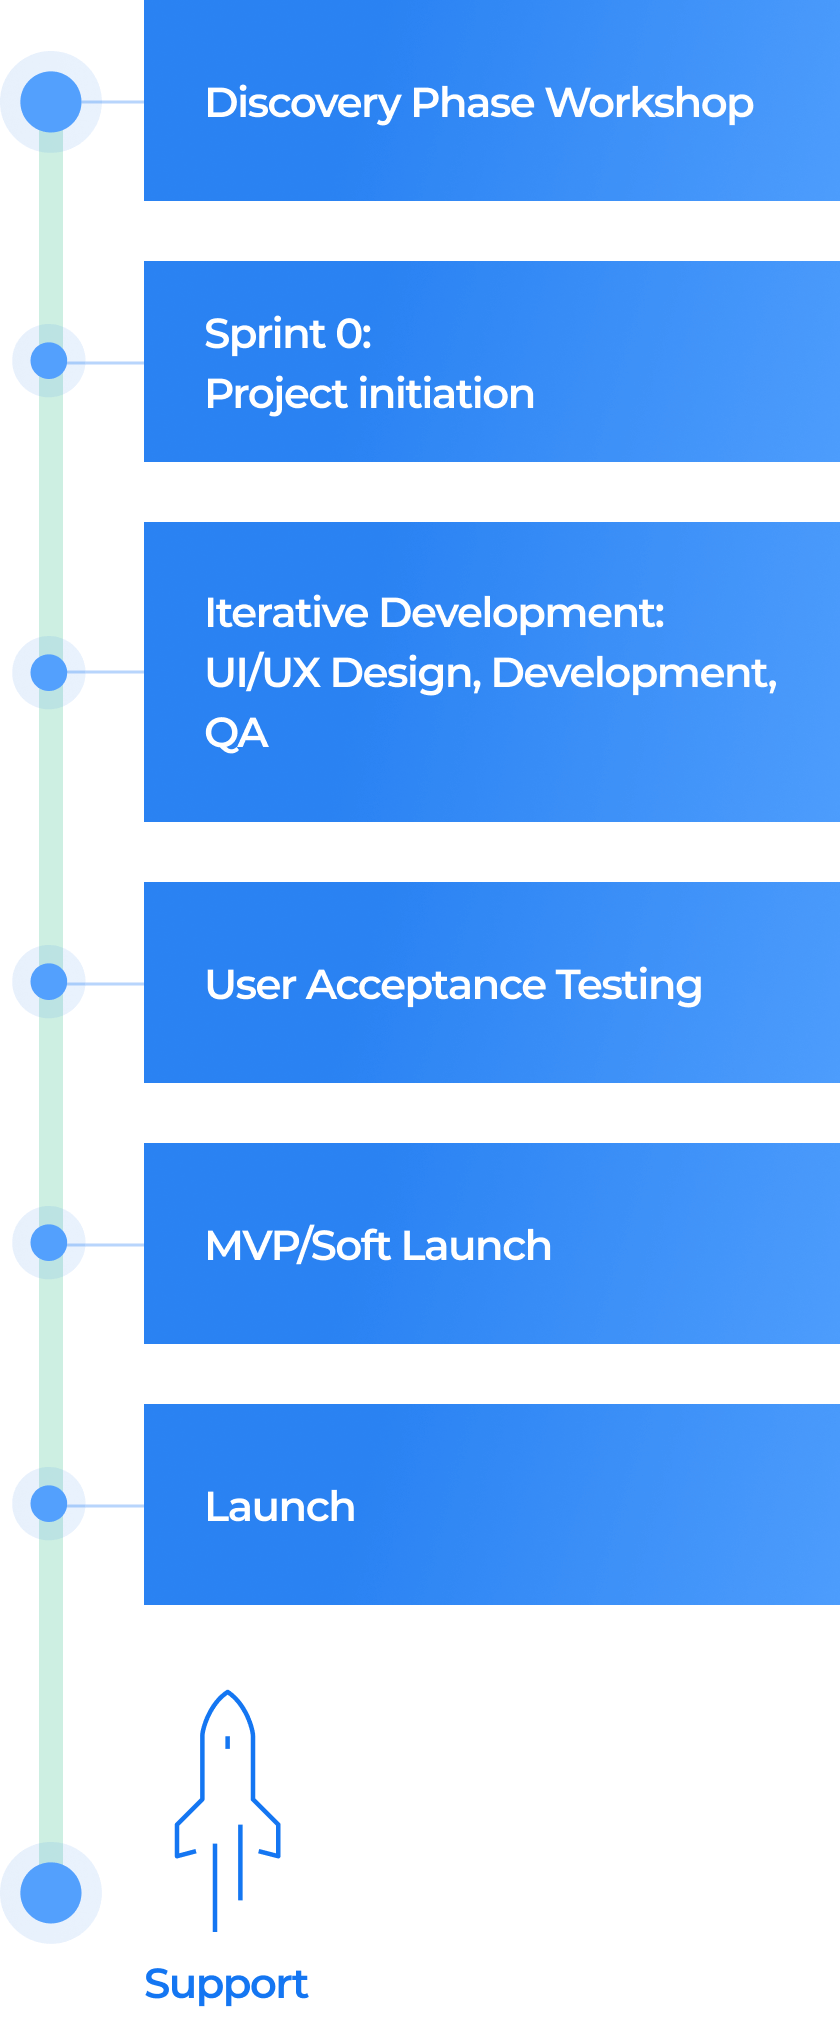 Discovery Phase Workshop
Sprint 0:
Project initiation
Iterative Development:
UI/UX Design, Development,
QA
User Acceptance Testing
MVP/Soft Launch
Launch
Support